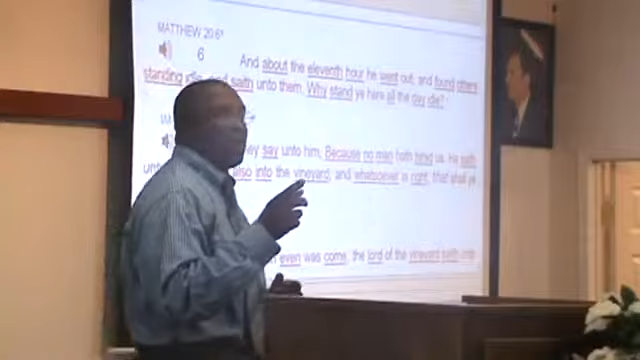 MATTHEW 20:6
6 And about the eleventh hour he went out, and found others
standing idle, and saith unto them, Why stand ye here all the day idle?
say unto him, Because no man hath hired us. He saith
also into the vineyard; and whatsoever is right, that shall ye
even was come, the lord of the vineyard saith unto